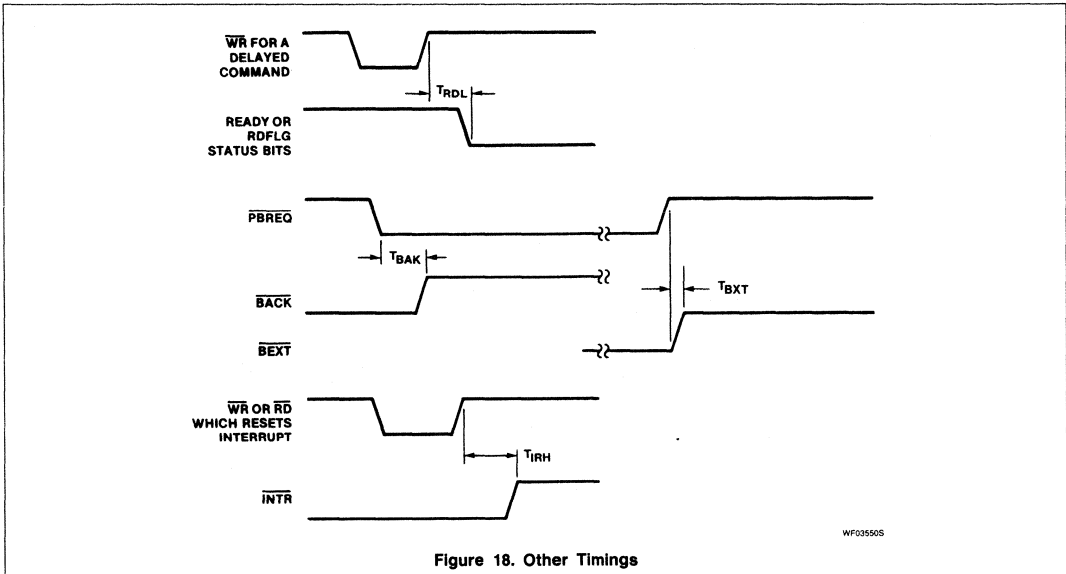 WR FOR A
DELAYED
COMMAND
TRDL
READY OR
RDFLG
STATUS BITS
PBREQ
TBAK
BACK
TBXT
BEXT
WR OR RD
WHICH RESETS
INTERRUPT
TIRH
INTR
WF03550S
Figure 18. Other Timings